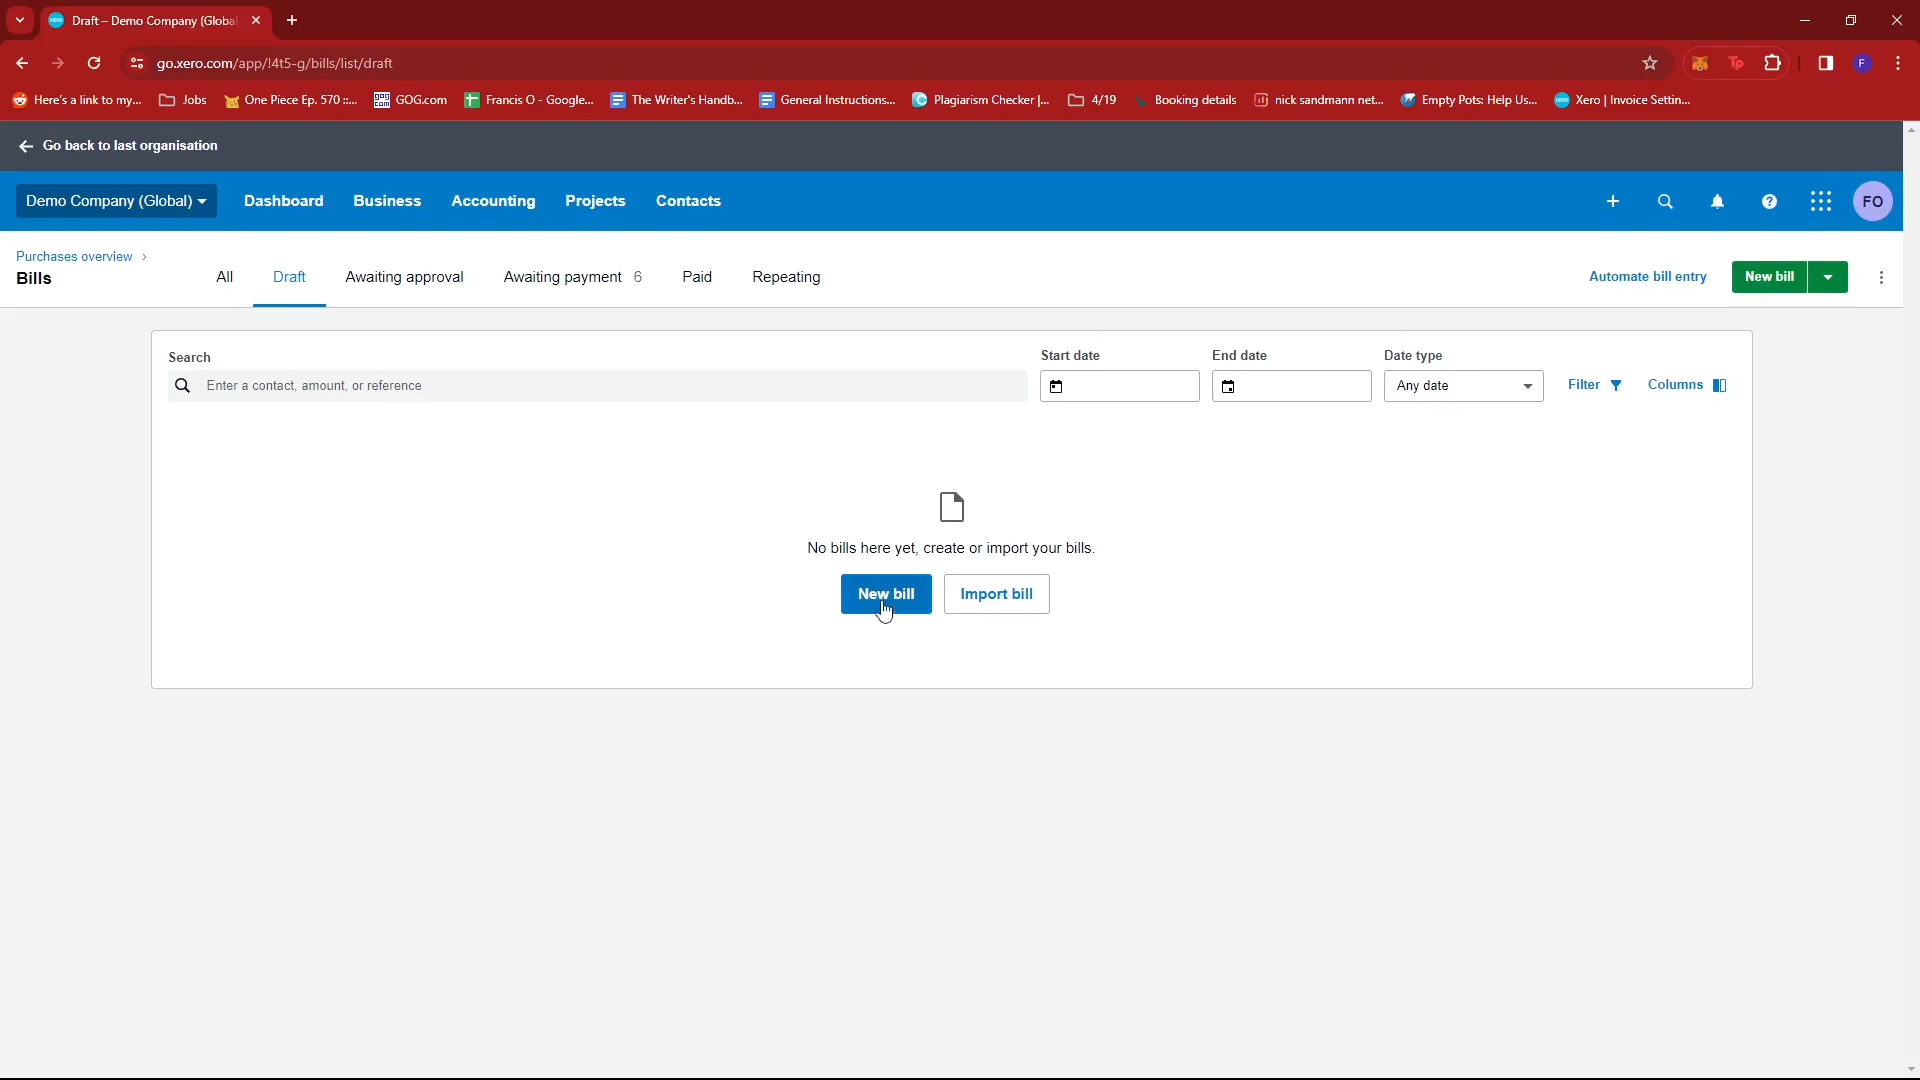 Draft – Demo Company (Globa
go.xero.com/app/!4t5-g/bills/list/draft
Tp
F
Here's a link to my...
Jobs
One Piece Ep. 570 ::...
GOG.com
Francis O - Google...
The Writer's Handb...
General Instructions...
Plagiarism Checker |...
4/19
Booking details
nick sandmann net...
Empty Pots: Help Us...
Xero | Invoice Settin...
Go back to last organisation
Demo Company (Global)
Dashboard
Business
Accounting
Projects
Contacts
FO
Purchases overview
Bills
All
Draft
Awaiting approval
Awaiting payment 6
Paid
Repeating
Automate bill entry
New bill
Search
Enter a contact, amount, or reference
Start date
End date
Date type
Any date
Filter
Columns
No bills here yet, create or import your bills.
New bill
Import bill